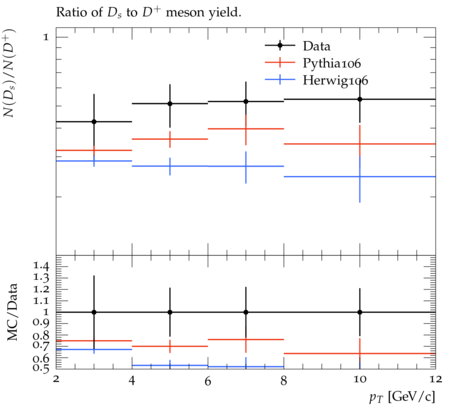 Ratio of D_s to D^+ meson yield.
N(D_s)/N(D^+)
1
Data
Pythia106
Herwig106
MC/Data
1.4
1.3
1.2
1.1
1
0.9
0.8
0.7
0.6
0.5
2 4 6 8 10 12
p_T [GeV/c]